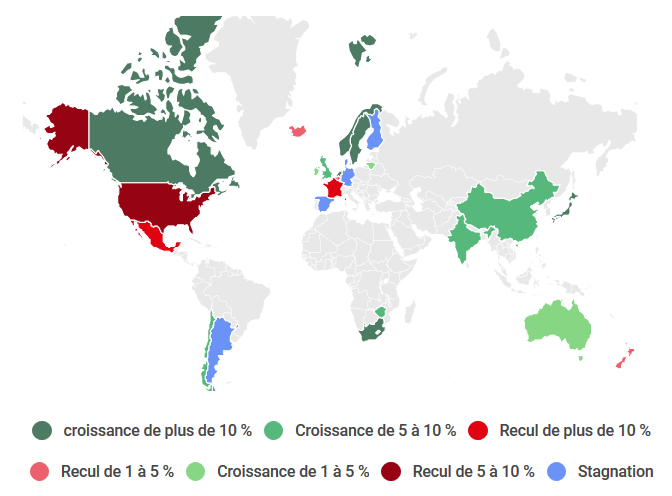 croissance de plus de 10 % Croissance de 5 à 10 % Recul de plus de 10 %
Recul de 1 à 5 % Croissance de 1 à 5 % Recul de 5 à 10 % Stagnation